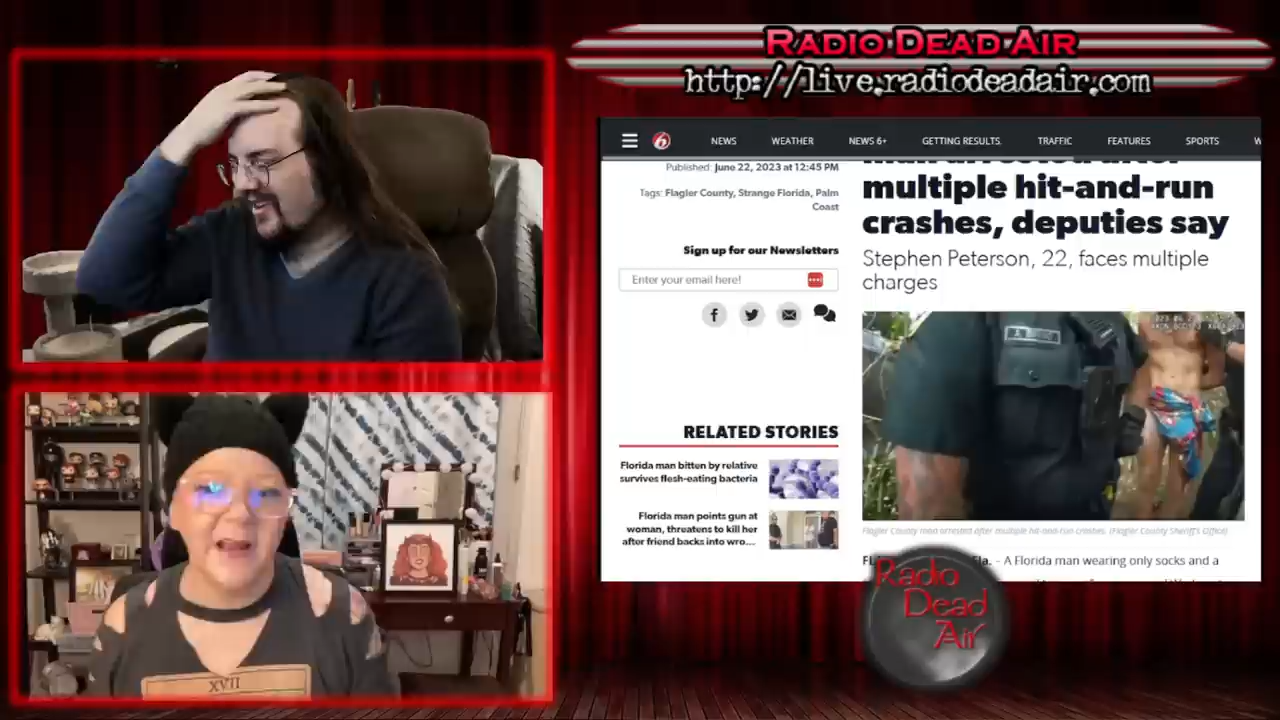 Radio Dead Air
http://live.radiodeadair.com
NEWS WEATHER NEWS 6+ GETTING RESULTS TRAFFIC FEATURES SPORTS W
6
Published: June 22, 2023 at 12:45 PM
Tags: Flagler County, Strange Florida, Palm
Coast
Sign up for our Newsletters
Enter your email here!
RELATED STORIES
Florida man bitten by relative
survives flesh-eating bacteria
Florida man points gun at
woman, threatens to kill her
after friend backs into wro...
man arrested after
multiple hit-and-run
crashes, deputies say
Stephen Peterson, 22, faces multiple
charges
Flagler County man arrested after multiple hit-and-run crashes. (Flagler County Sheriff's Office)
la. – A Florida man wearing only socks and a
Radio
Dead
Air
XVII